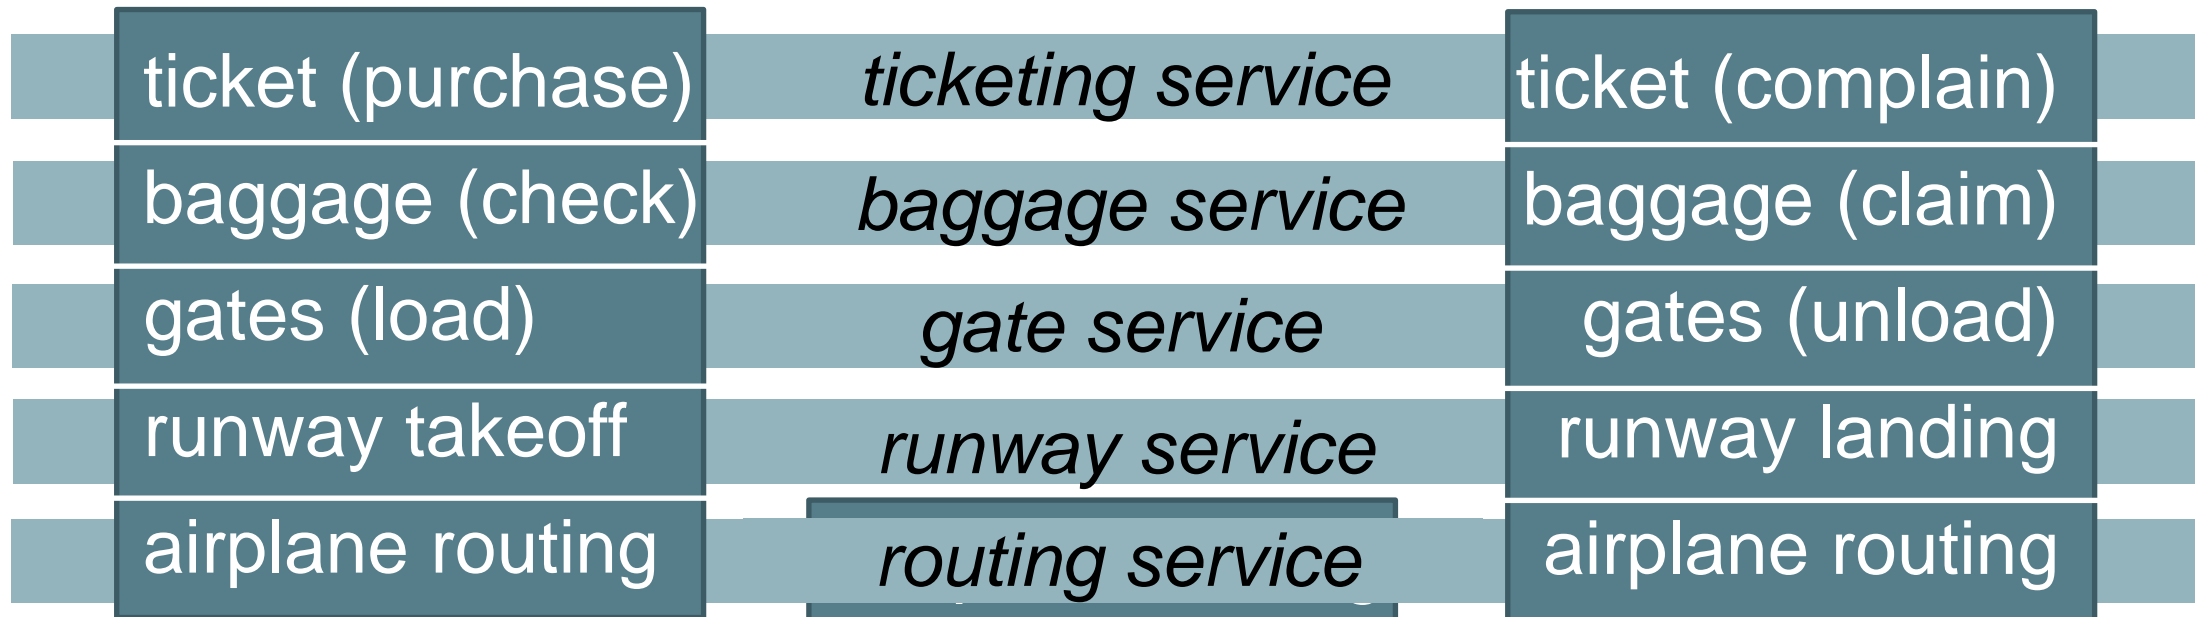 ticket (purchase) ticketing service ticket (complain)
baggage (check) baggage service baggage (claim)
gates (load) gate service gates (unload)
runway takeoff runway service runway landing
airplane routing routing service airplane routing